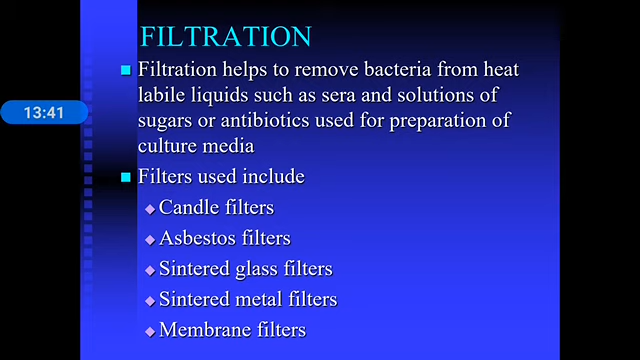 FILTRATION
Filtration helps to remove bacteria from heat
labile liquids such as sera and solutions of
sugars or antibiotics used for preparation of
culture media
13:41
Filters used include
Candle filters
Asbestos filters
Sintered glass filters
Sintered metal filters
Membrane filters